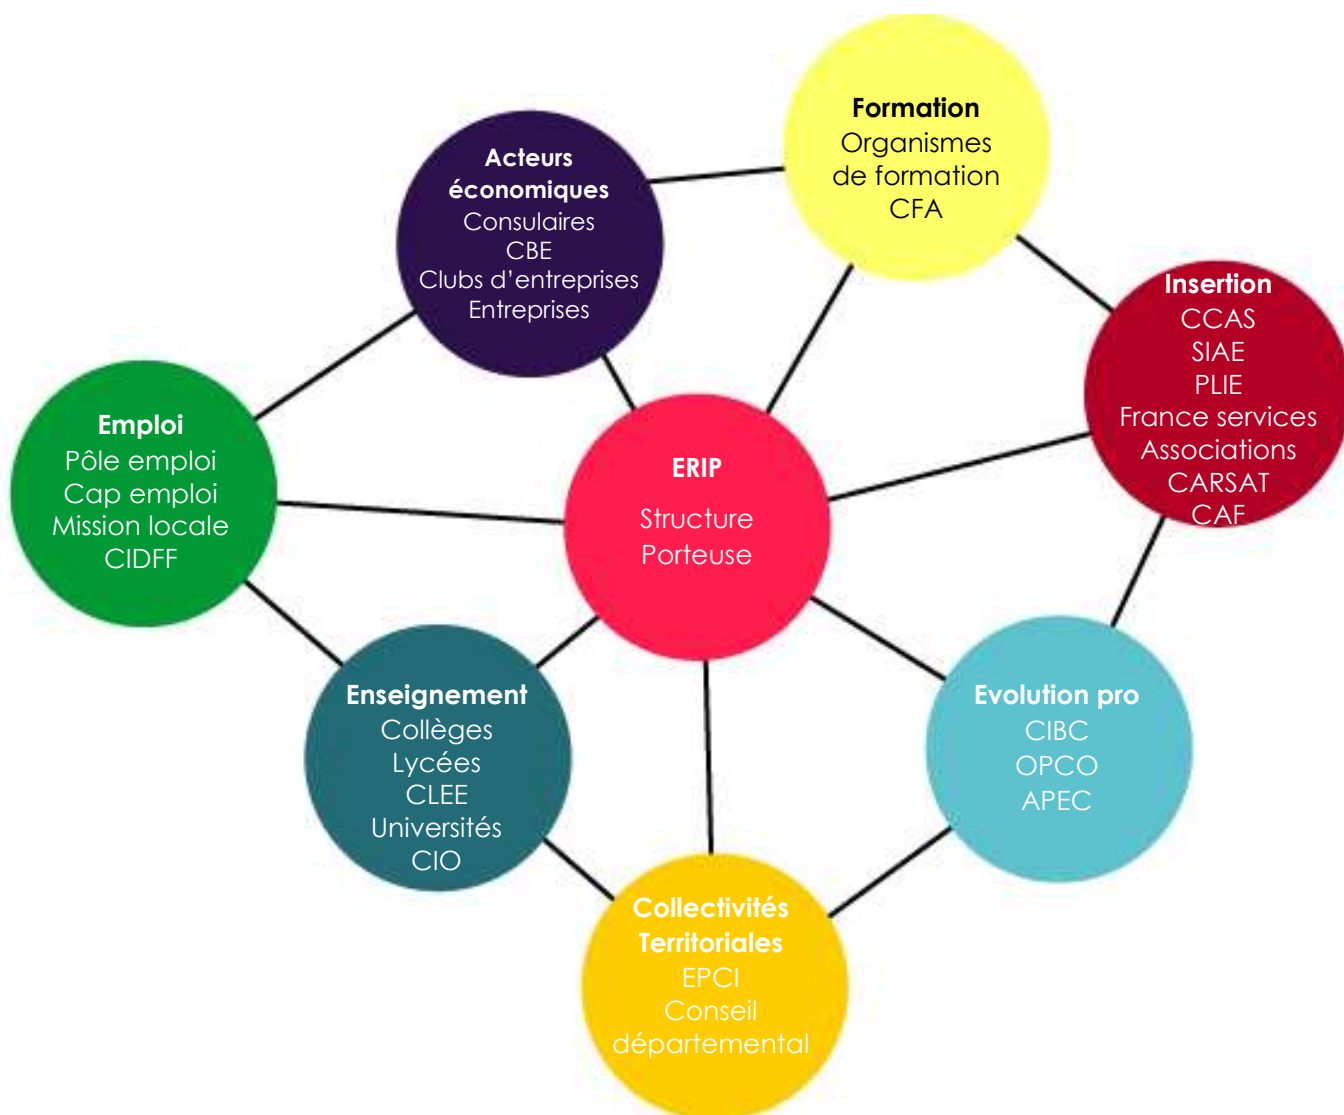 Formation
Organismes
de formation
CFA
Acteurs
économiques
Consulaires
CBE
Clubs d'entreprises
Entreprises
Insertion
CCAS
SIAE
PLIE
France services
Associations
CARSAT
CAF
Emploi
Pôle emploi
Cap emploi
Mission locale
CIDFF
ERIP
Structure
Porteuse
Enseignement
Collèges
Lycées
CLEE
Universités
CIO
Evolution pro
CIBC
OPCO
APEC
Collectivités
Territoriales
EPCI
Conseil
départemental